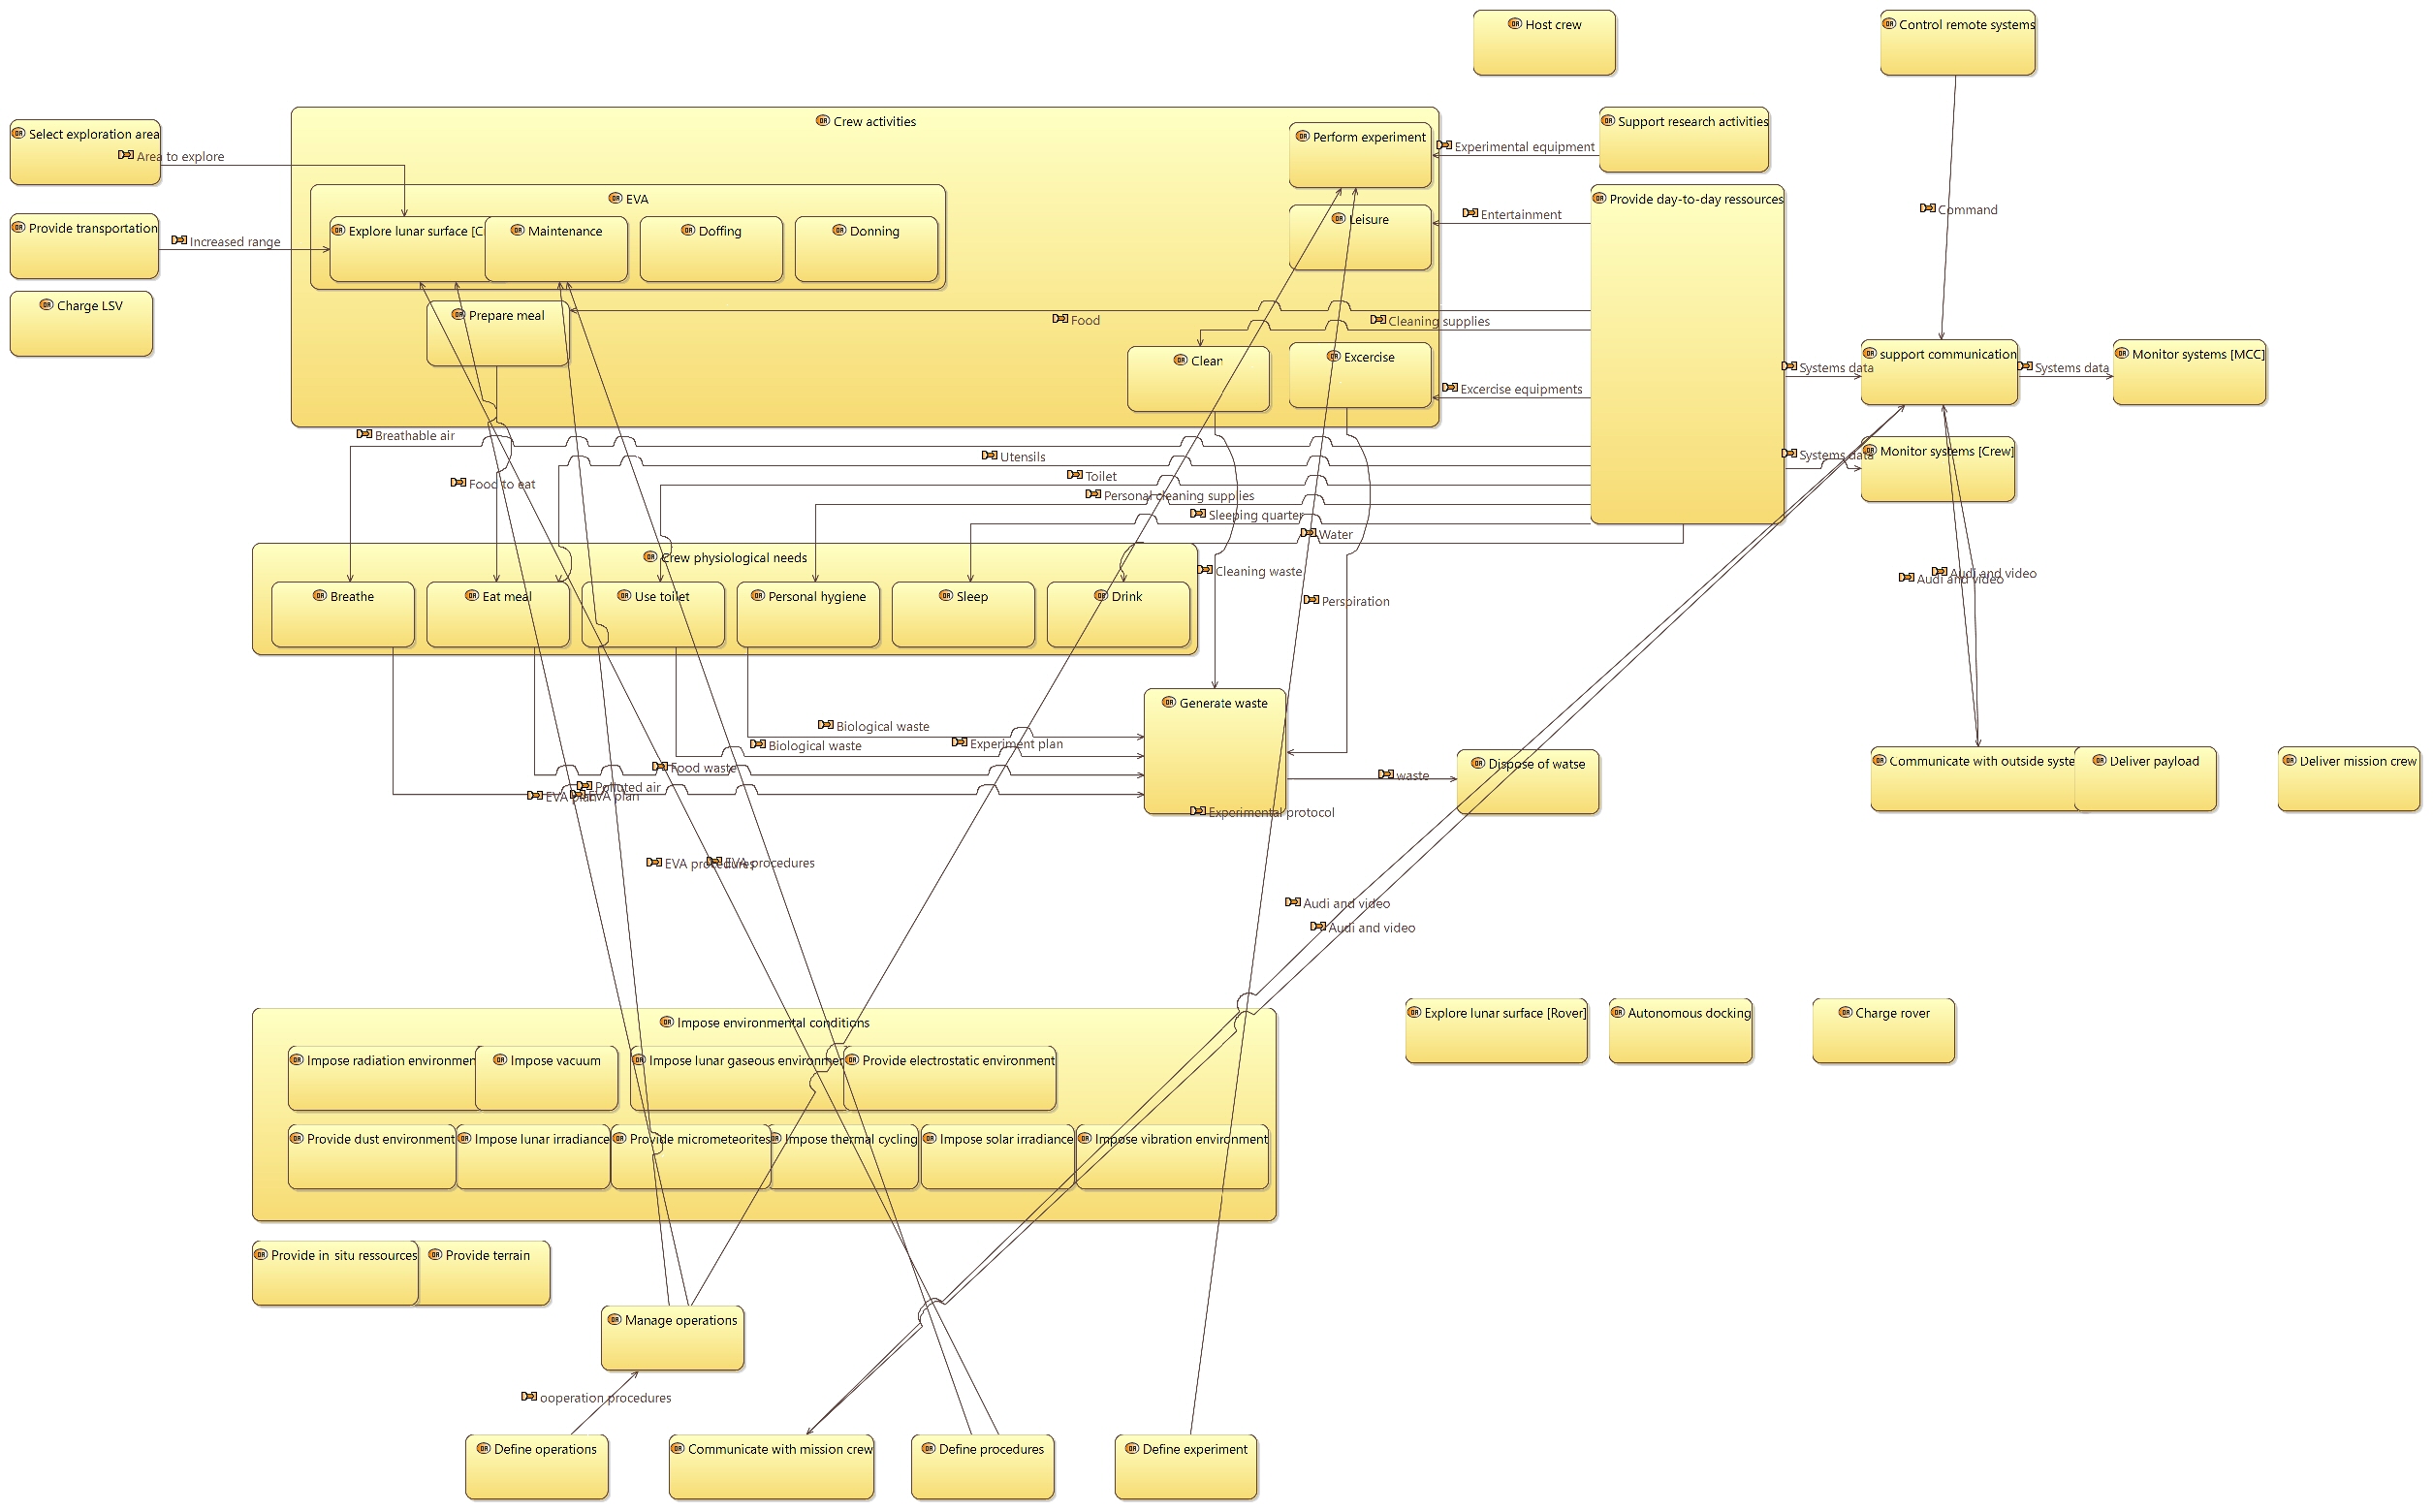 Host crew
Control remote systems
Crew activities
Select exploration area
Perform experiment
Support research activities
Area to explore
Experimental equipment
EVA
Provide day-to-day ressources
Command
Entertainment
Leisure
Provide transportation
Increased range
Explore lunar surface [C
Maintenance
Doffing
Donning
Charge LSV
Prepare meal
Food
Cleaning supplies
Clean
Excercise
support communication
Monitor systems [MCC]
Systems data
Systems data
Excercise equipments
Breathable air
Utensils
Systems data
Monitor systems [Crew]
Toilet
Food to eat
Personal cleaning supplies
Sleeping quarter
Water
Crew physiological needs
Cleaning waste
Audi and video
Audi and video
Breathe
Eat meal
Use toilet
Personal hygiene
Sleep
Drink
Perspiration
Generate waste
Biological waste
Biological waste
Experiment plan
Food waste
Dispose of watse
waste
Communicate with outside syste
Deliver payload
Deliver mission crew
Polluted air
EVA plan
EVA plan
Experimental protocol
EVA procedures
EVA procedures
Audi and video
Audi and video
Impose environmental conditions
Explore lunar surface [Rover]
Autonomous docking
Charge rover
Impose radiation environmen
Impose vacuum
Impose lunar gaseous environmer
Provide electrostatic environment
Provide dust environment
Impose lunar irradiance
Provide micrometeorites
Impose thermal cycling
Impose solar irradiance
Impose vibration environment
Provide in situ ressources
Provide terrain
Manage operations
ooperation procedures
Define operations
Communicate with mission crew
Define procedures
Define experiment